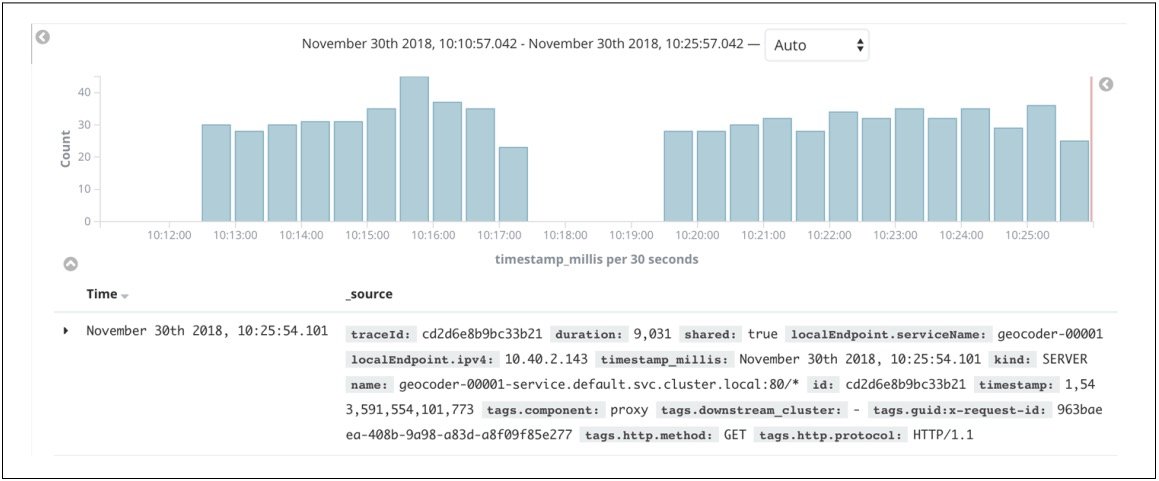 November 30th 2018, 10:10:57.042 - November 30th 2018, 10:25:57.042 — Auto
40
30
20
10
0
Count
10:12:00 10:13:00 10:14:00 10:15:00 10:16:00 10:17:00 10:18:00 10:19:00 10:20:00 10:21:00 10:22:00 10:23:00 10:24:00 10:25:00
timestamp_millis per 30 seconds
Time _source
November 30th 2018, 10:25:54.101 traceId: cd2d6e8b9bc33b21 duration: 9,031 shared: true localEndpoint.serviceName: geocoder-00001
localEndpoint.ipv4: 10.40.2.143 timestamp_millis: November 30th 2018, 10:25:54.101 kind: SERVER
name: geocoder-00001-service.default.svc.cluster.local:80/* id: cd2d6e8b9bc33b21 timestamp: 1,54
3,591,554,101,773 tags.component: proxy tags.downstream_cluster: - tags.guid:x-request-id: 963bae
ea-408b-9a98-a83d-a8f09f85e277 tags.http.method: GET tags.http.protocol: HTTP/1.1